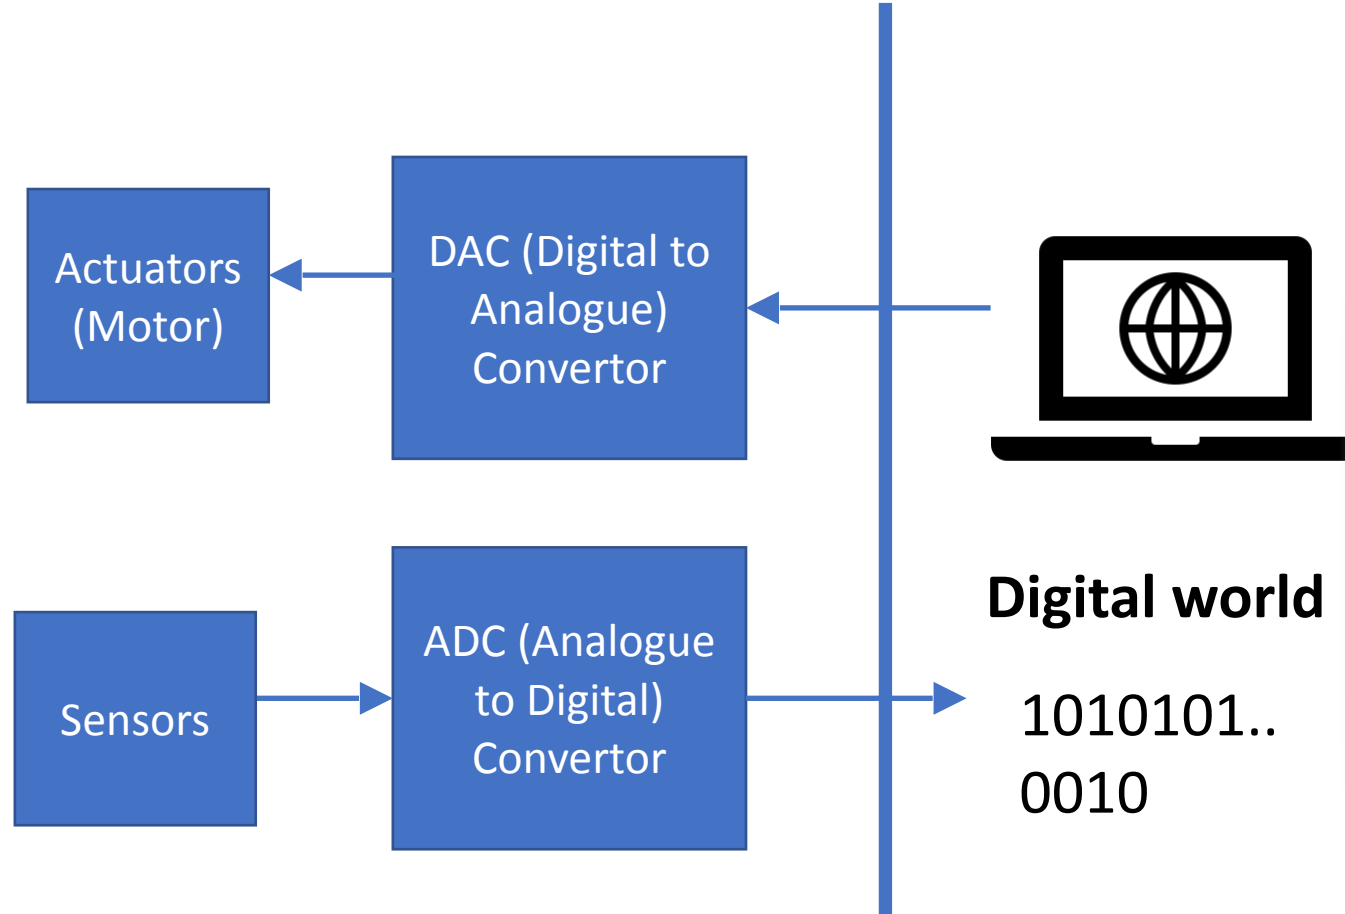 Actuators
(Motor)
DAC (Digital to
Analogue)
Convertor
Sensors
ADC (Analogue
to Digital)
Convertor
Digital world
1010101..
0010